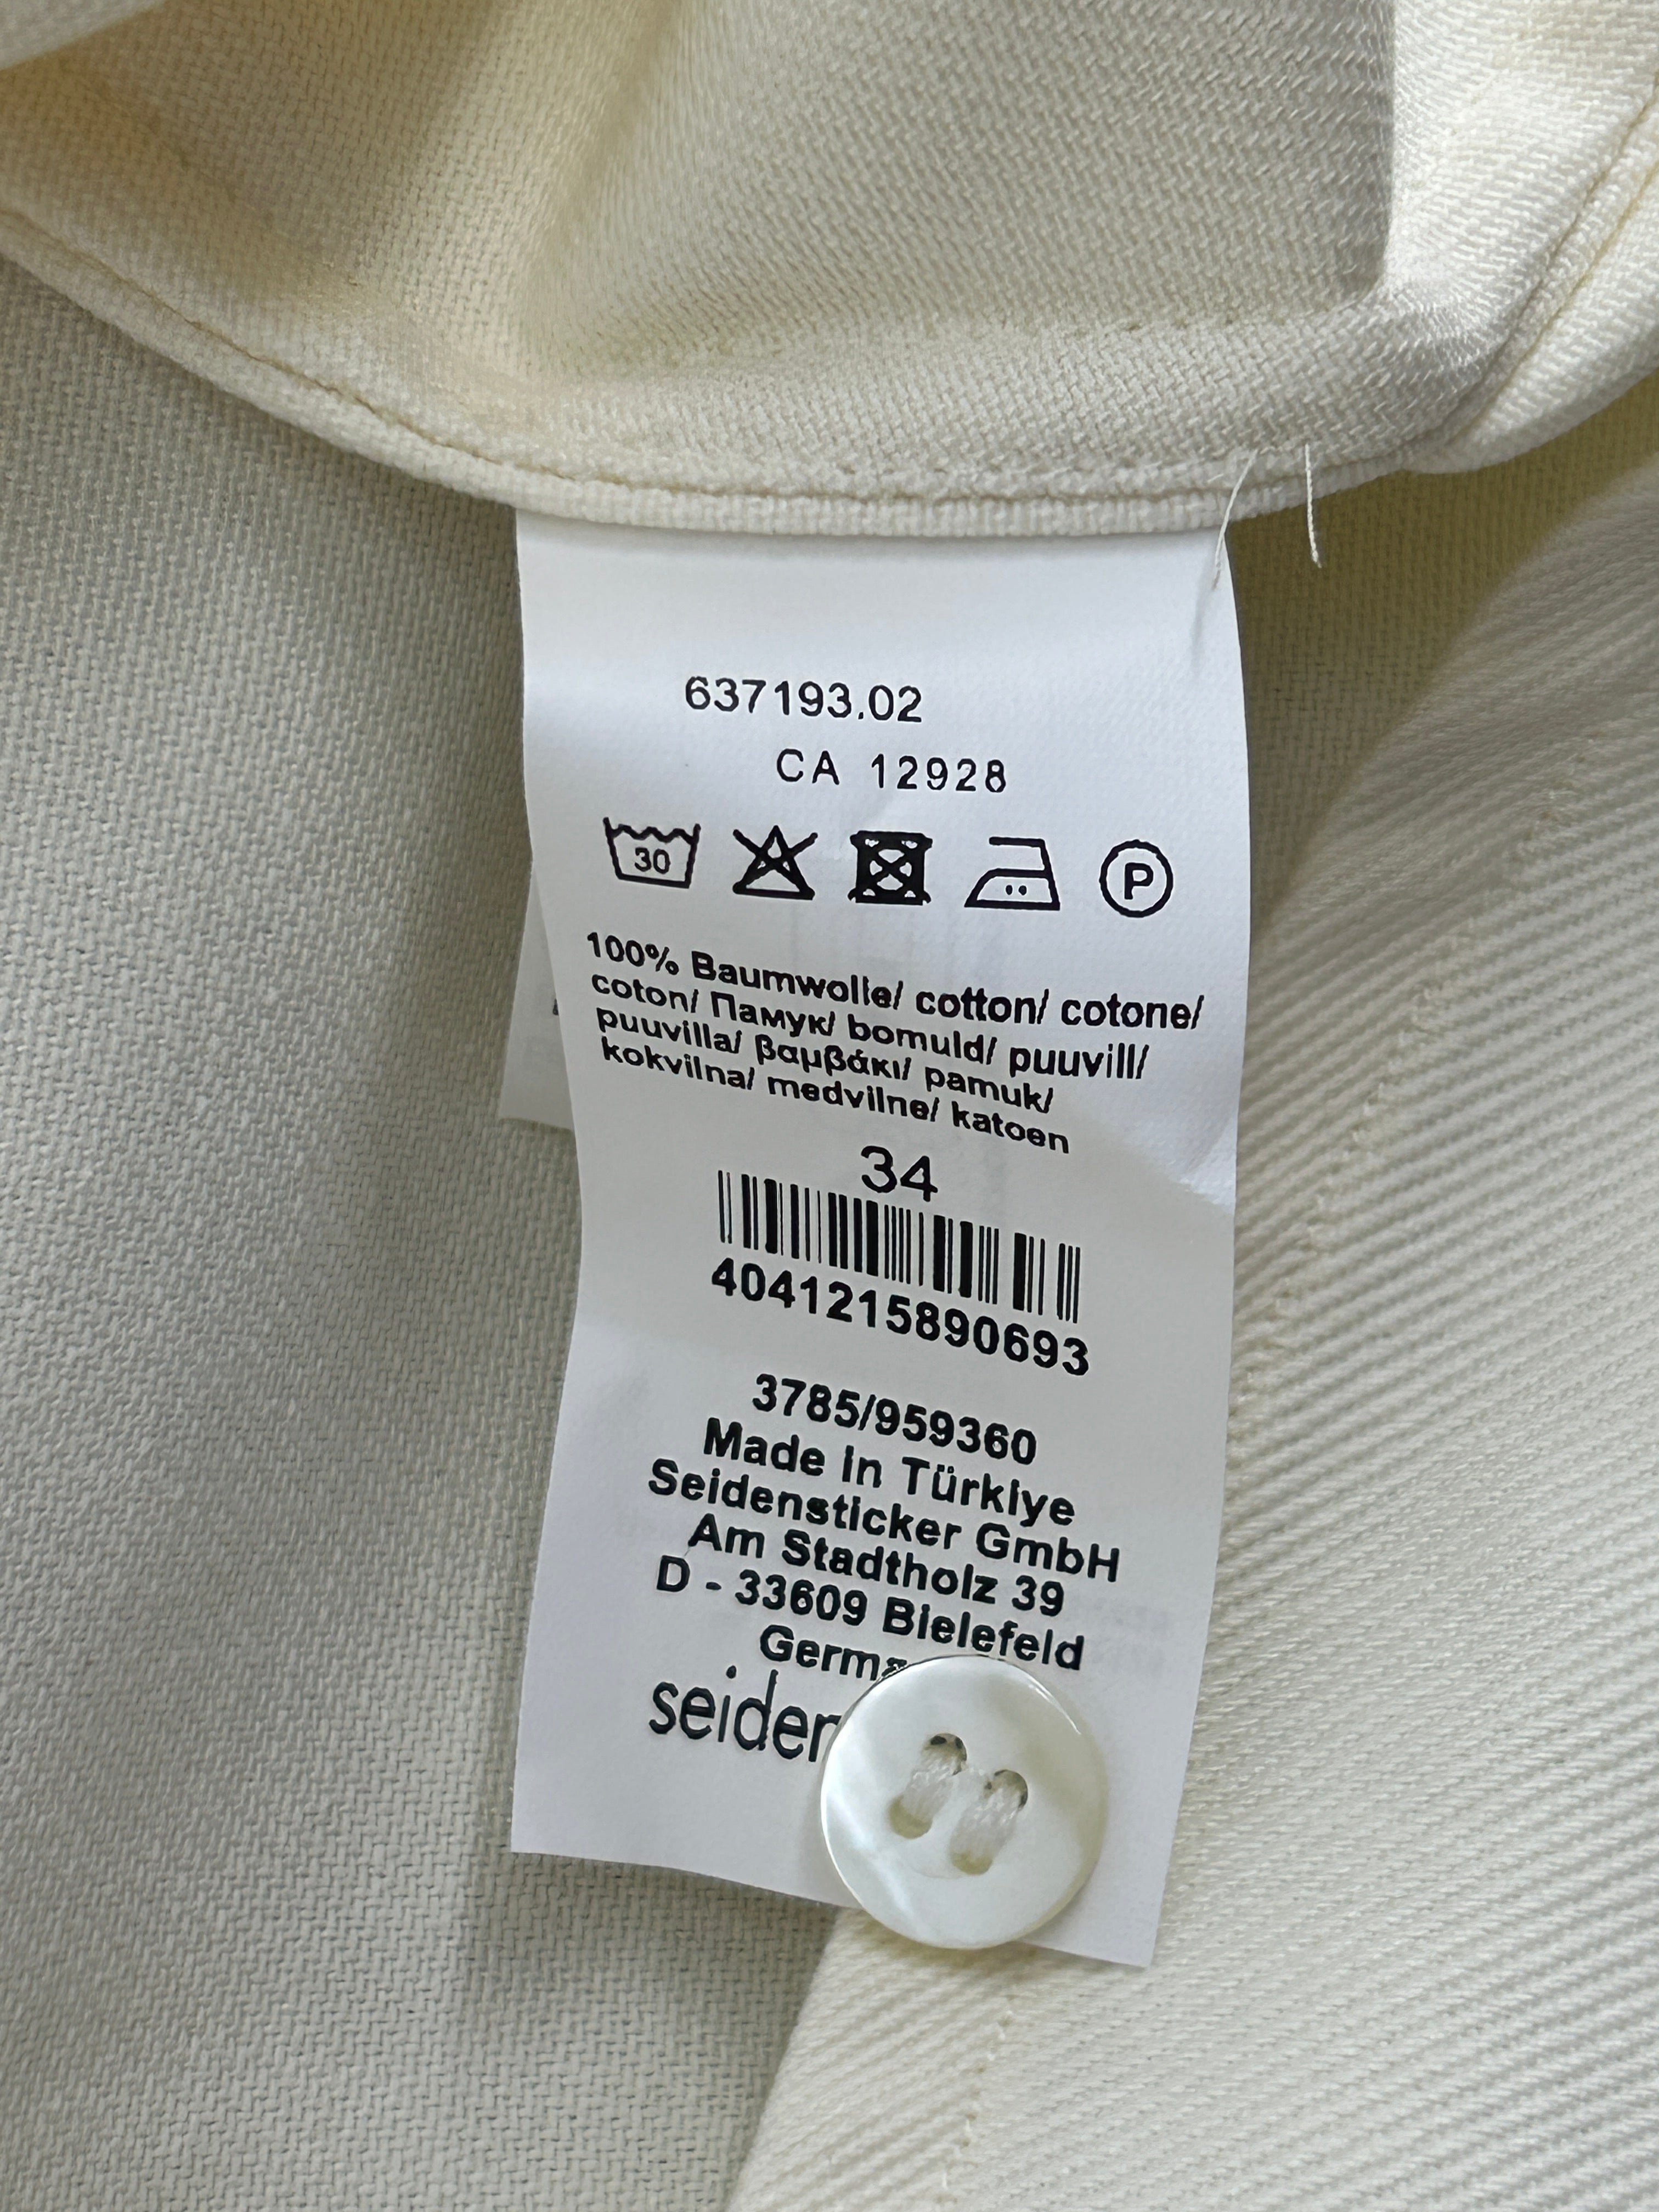 637193.02
CA 12928
30
P
100% Baumwolle/ cotton/ cotone/
coton/ Памук/ bomuld/ puuvill/
puuvilla/ βαμβάκι/ pamuk/
kokvilna/ medvilne/ katoen
34
4041215890693
3785/959360
Made in Türkiye
Seidensticker GmbH
Am Stadtholz 39
D - 33609 Bielefeld